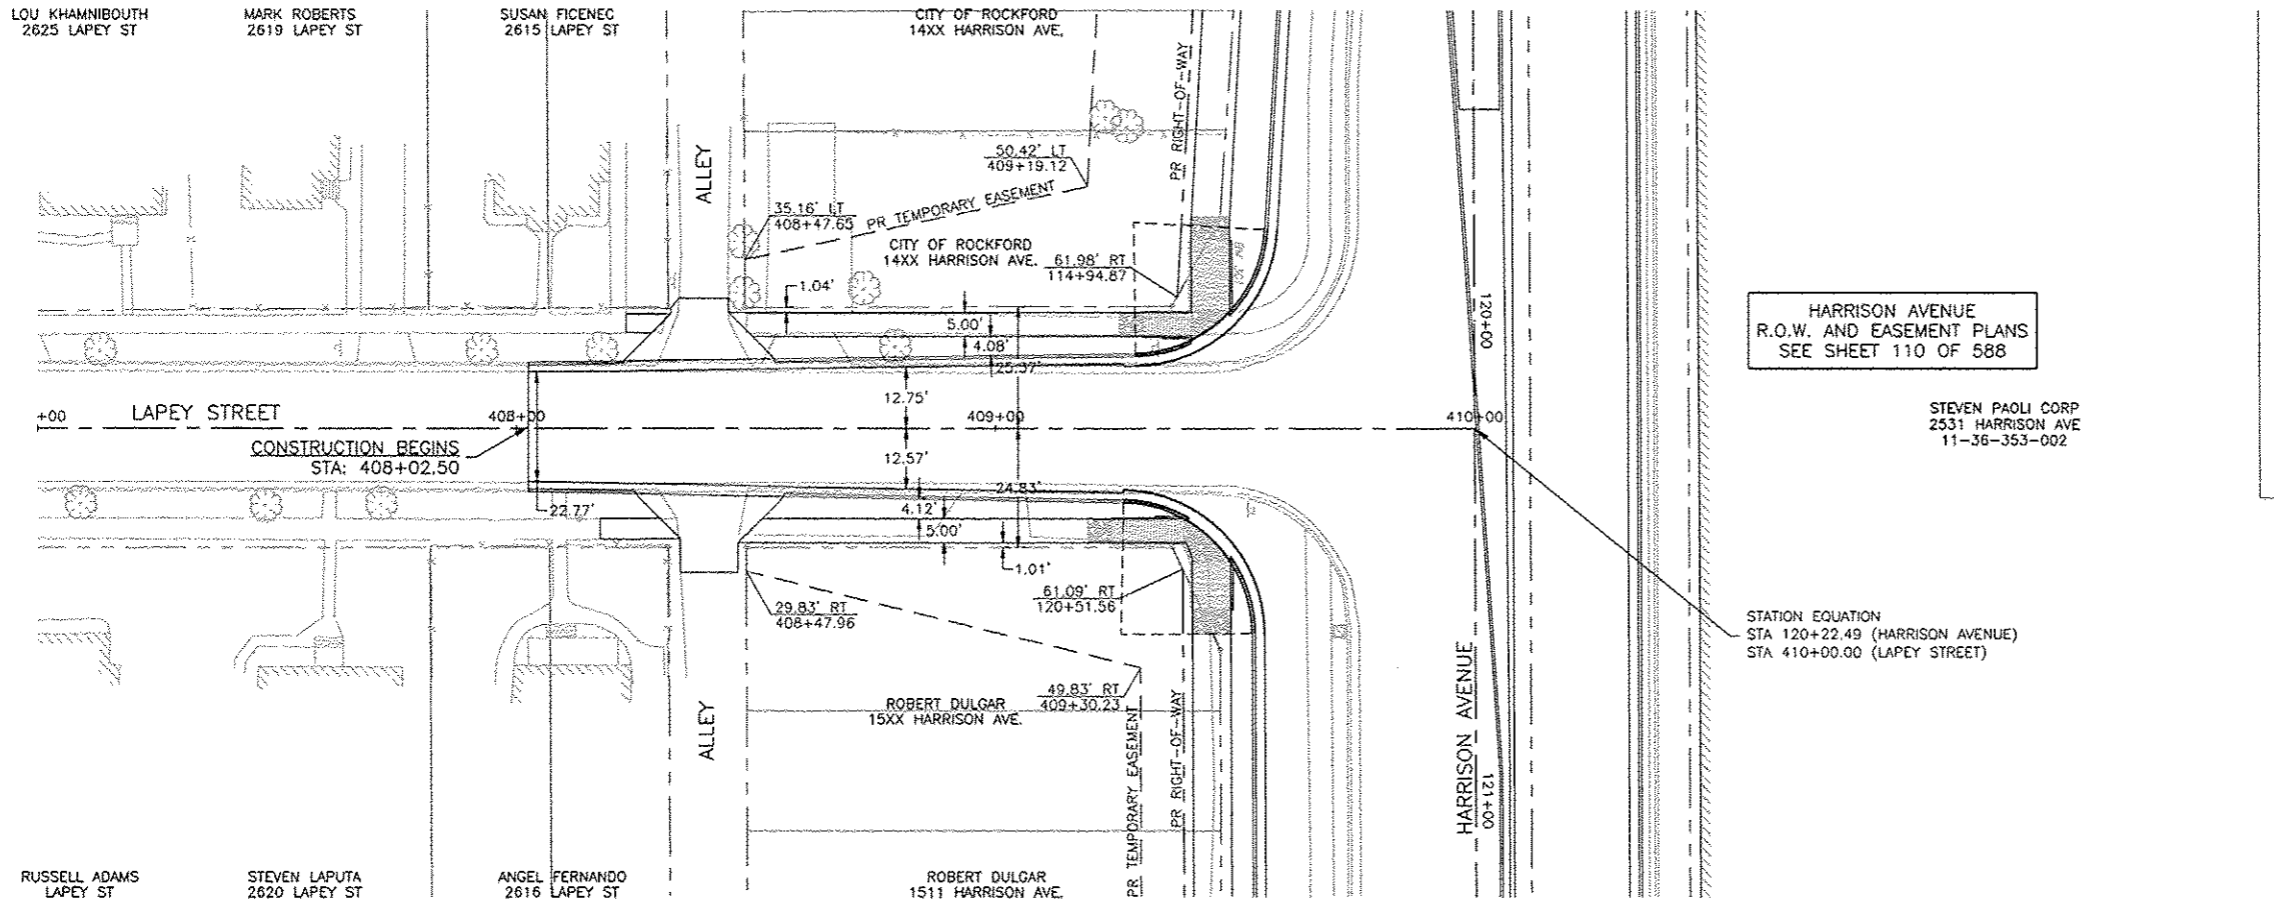 LOU KHAMNIBOUTH
2625 LAPEY ST
MARK ROBERTS
2619 LAPEY ST
SUSAN FICENEC
2615 LAPEY ST
CITY OF ROCKFORD
14XX HARRISON AVE.
PR RIGHT-OF-WAY
ALLEY
50.42' LT
409+19.12
PR TEMPORARY EASEMENT
35.16' LT
408+47.65
CITY OF ROCKFORD
14XX HARRISON AVE.
61.98' RT
114+94.87
1.04'
5.00'
4.08'
25.37'
12.75'
120+00
HARRISON AVENUE
R.O.W. AND EASEMENT PLANS
SEE SHEET 110 OF 588
STEVEN PAOLI CORP
2531 HARRISON AVE
11-36-353-002
+00
LAPEY STREET
408+00
409+00
410+00
CONSTRUCTION BEGINS
STA: 408+02.50
12.57'
22.77'
24.83'
4.12'
5.00'
1.01'
29.83' RT
408+47.96
61.09' RT
120+51.56
STATION EQUATION
STA 120+22.49 (HARRISON AVENUE)
STA 410+00.00 (LAPEY STREET)
49.83' RT
409+30.23
ROBERT DULGAR
15XX HARRISON AVE.
ALLEY
PR TEMPORARY EASEMENT
PR RIGHT-OF-WAY
HARRISON AVENUE
121+00
RUSSELL ADAMS
LAPEY ST
STEVEN LAPUTA
2620 LAPEY ST
ANGEL FERNANDO
2616 LAPEY ST
ROBERT DULGAR
1511 HARRISON AVE.